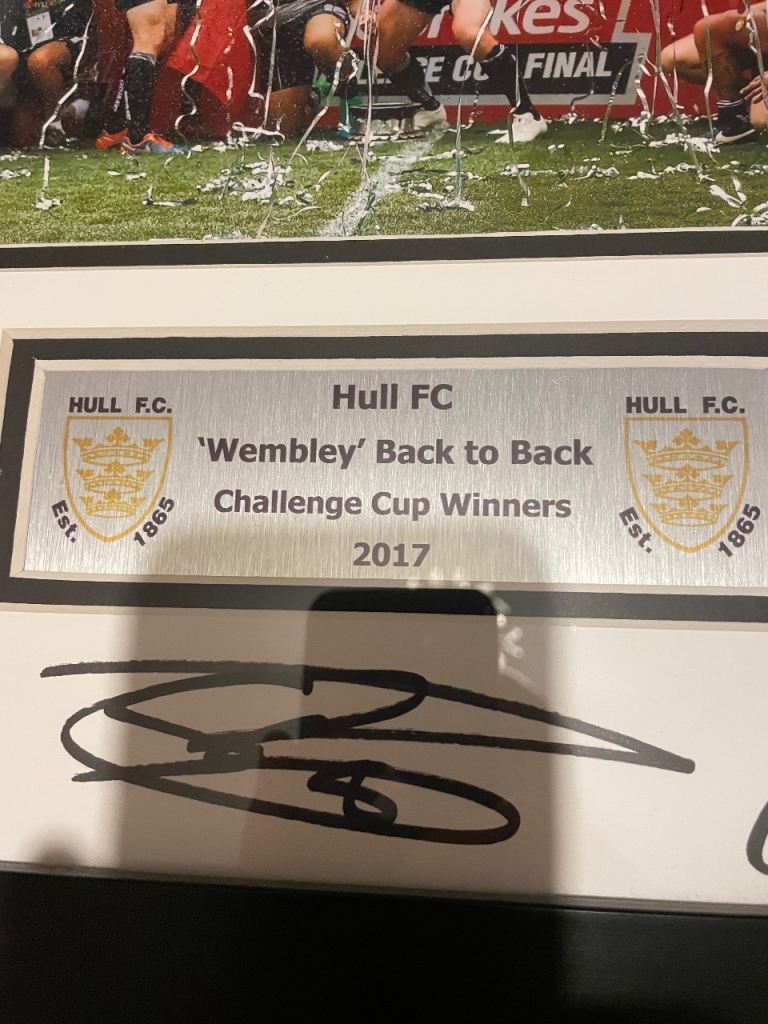 FINAL
HULL F.C.
Est. 1865
Hull FC
‘Wembley’ Back to Back
Challenge Cup Winners
2017
HULL F.C.
Est. 1865